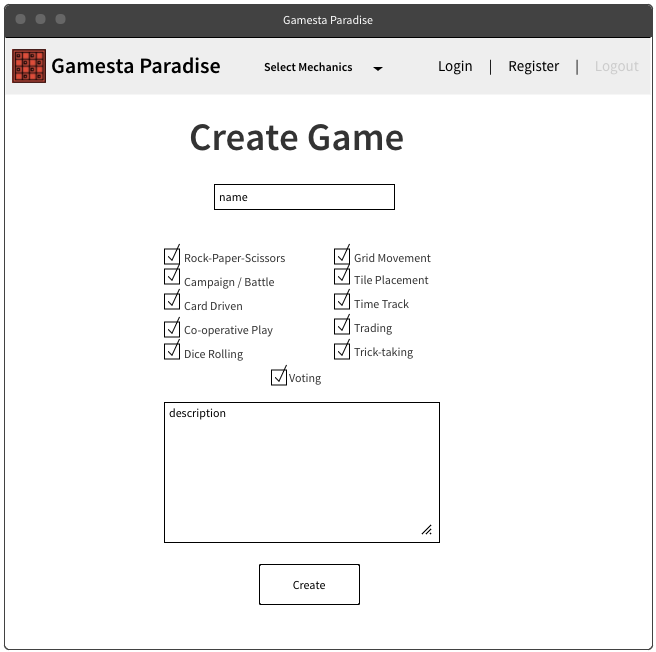 Gamesta Paradise
Gamesta Paradise Select Mechanics Login | Register | Logout
Create Game
name
Rock-Paper-Scissors Grid Movement
Campaign / Battle Tile Placement
Card Driven Time Track
Co-operative Play Trading
Dice Rolling Trick-taking
Voting
description
Create